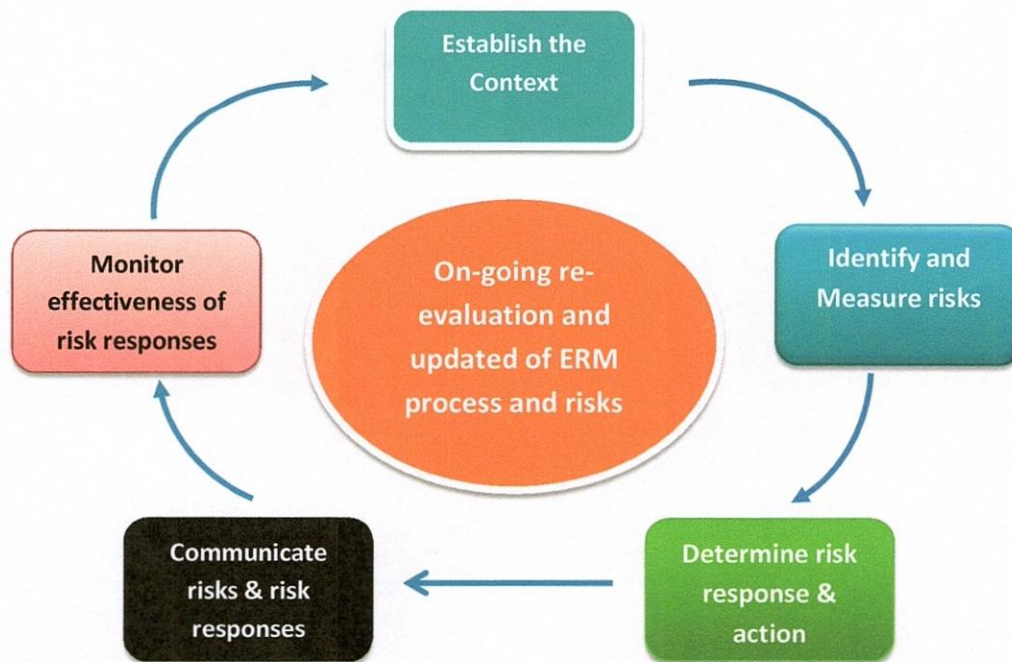 Establish the
Context
Identify and
Measure risks
Determine risk
response &
action
Communicate
risks & risk
responses
Monitor
effectiveness of
risk responses
On-going re-
evaluation and
updated of ERM
process and risks